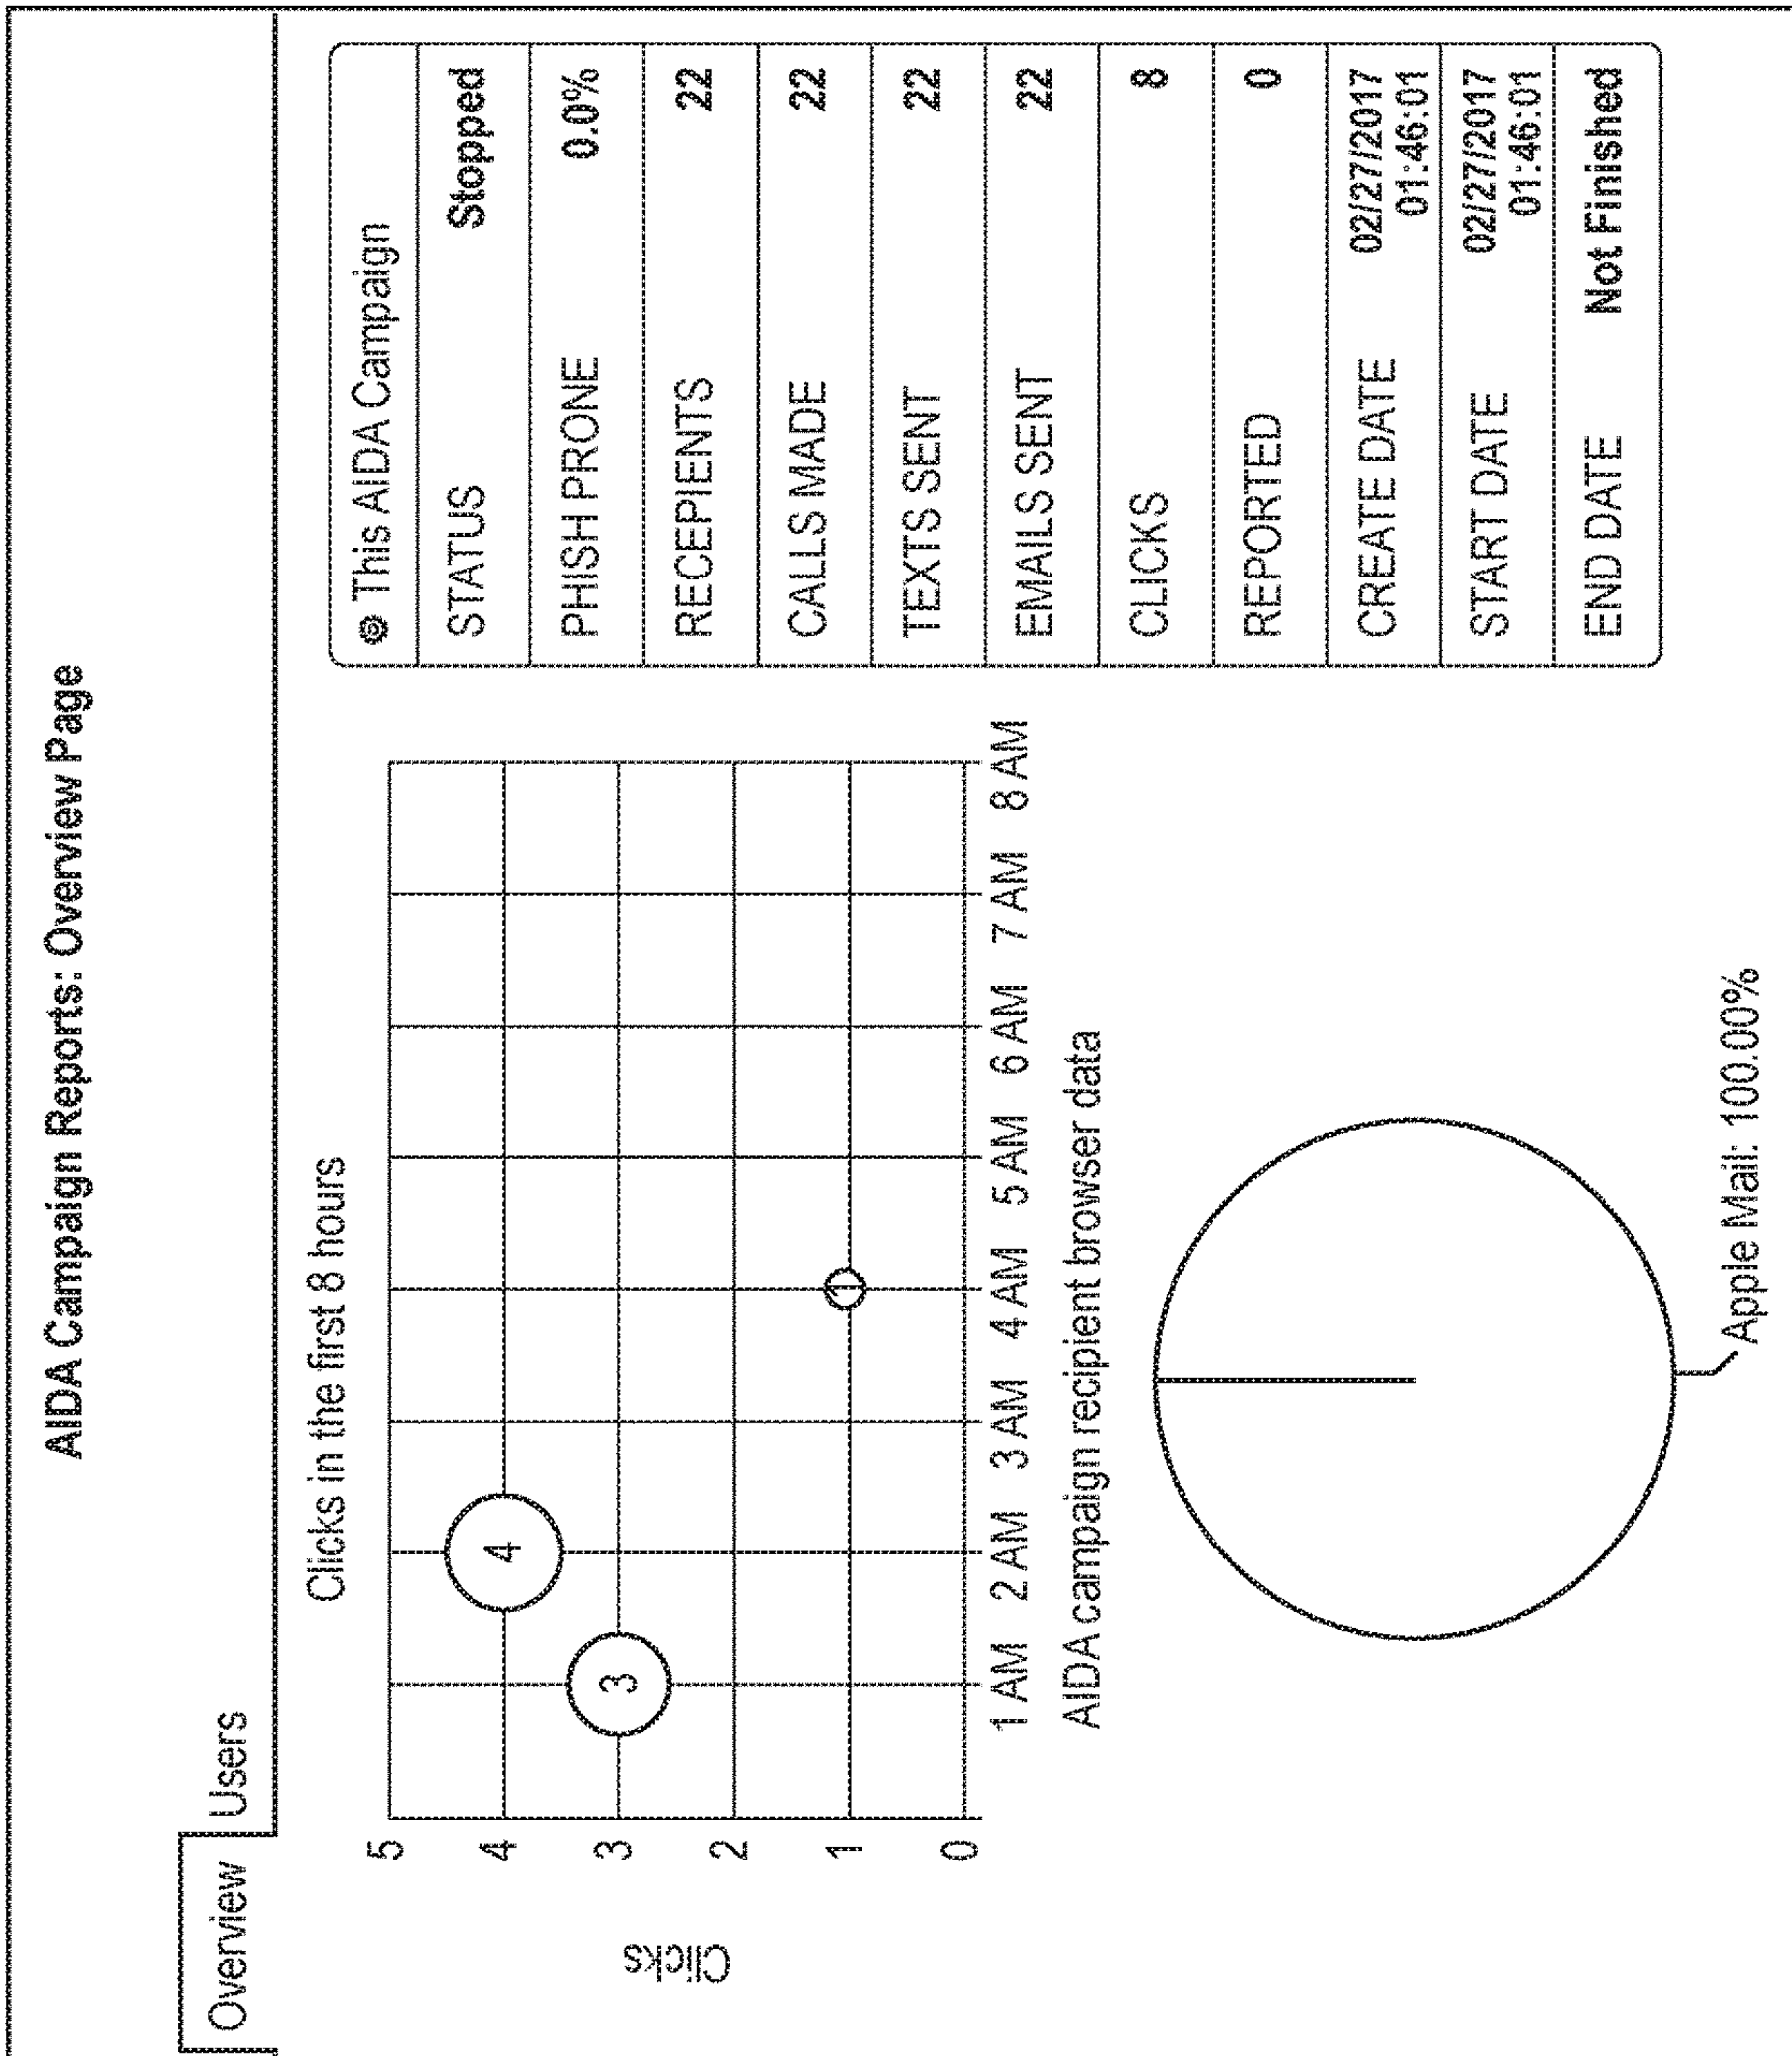 AIDA Campaign Reports: Overview Page
Overview Users
Clicks in the first 8 hours
Clicks
5
4
3
2
1
0
4
3
1
1 AM 2 AM 3 AM 4 AM 5 AM 6 AM 7 AM 8 AM
AIDA campaign recipient browser data
Apple Mail: 100.00%
This AIDA Campaign
STATUS Stopped
PHISH PRONE 0.0%
RECEPIENTS 22
CALLS MADE 22
TEXTS SENT 22
EMAILS SENT 22
CLICKS 8
REPORTED 0
CREATE DATE 02/27/2017
01:46:01
START DATE 02/27/2017
01:46:01
END DATE Not Finished